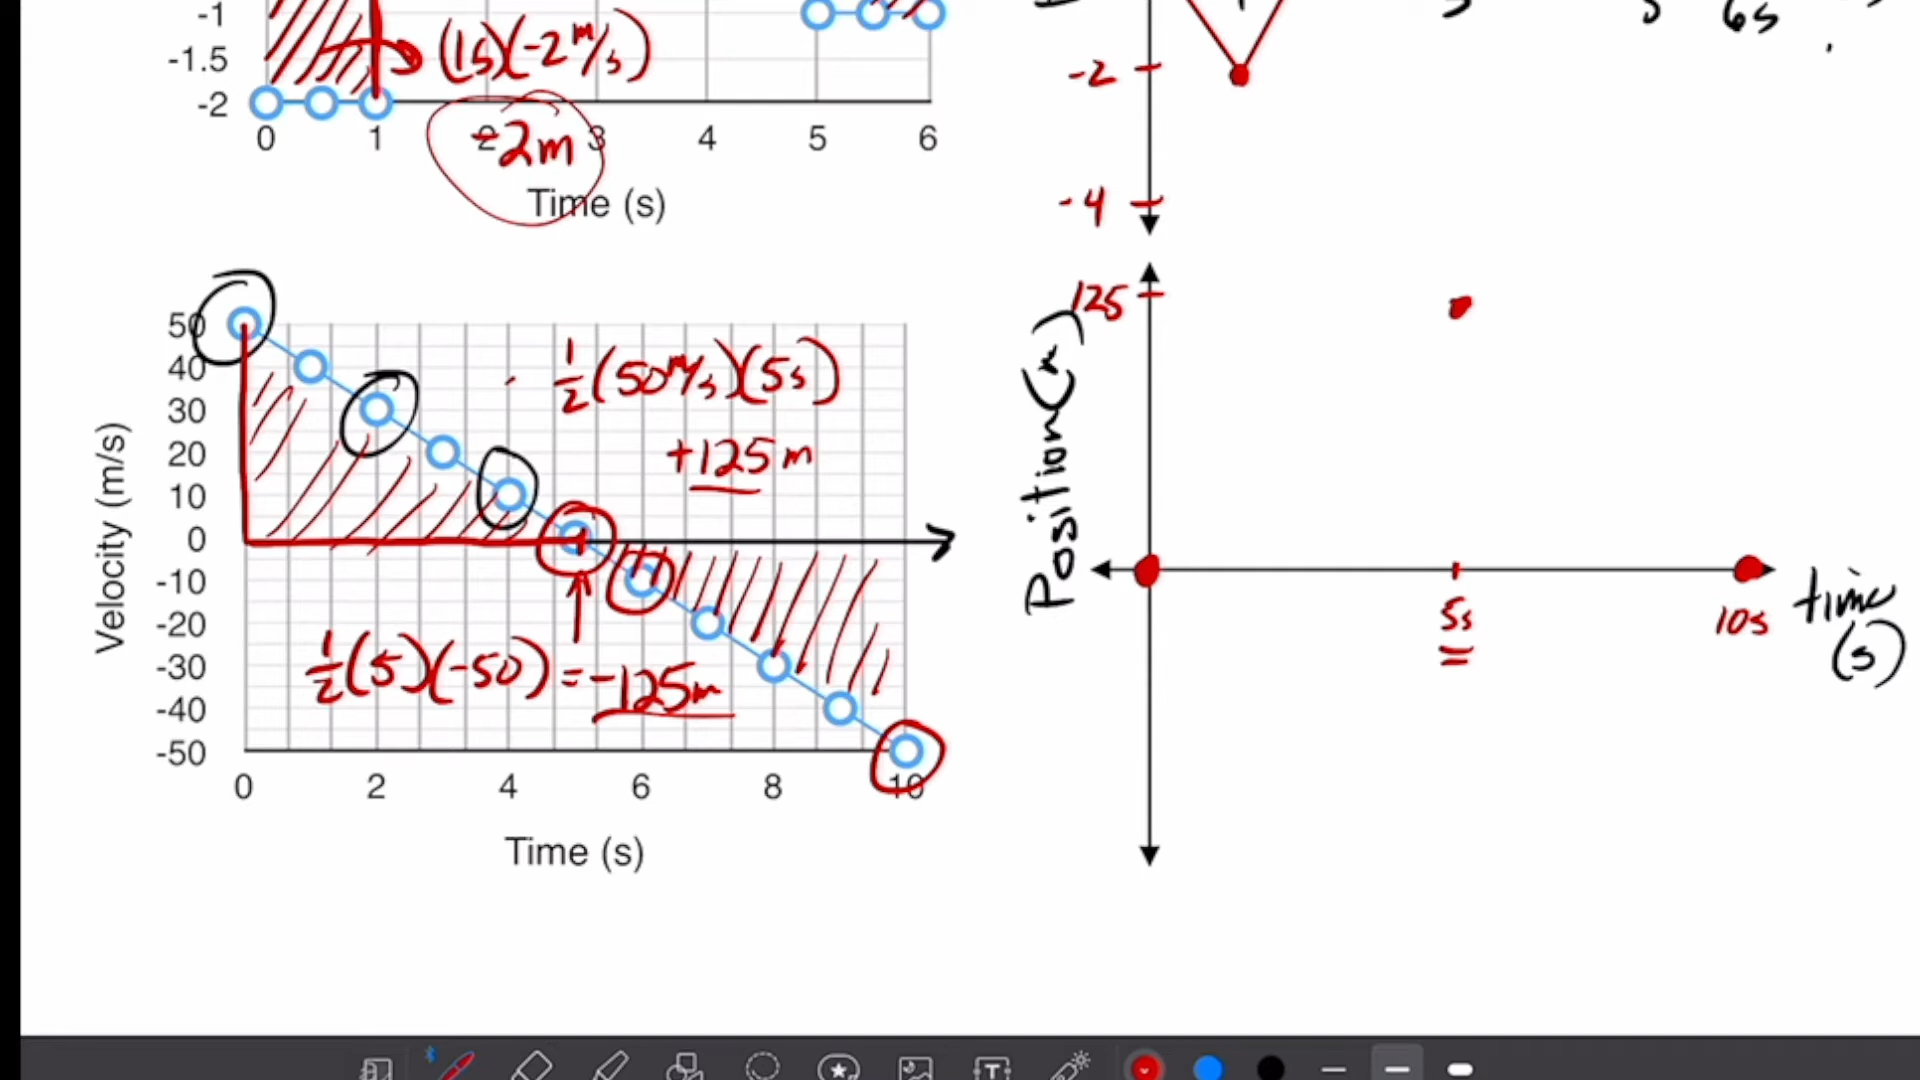 -1
-1.5
-2
(1s)(-2 m/s)
0 1 2 3 4 5 6
-2m
Time (s)
6s
-2
-4
50
40
30
20
10
0
-10
-20
-30
-40
-50
Velocity (m/s)
1/2(50m/s)(5s)
+125m
1/2(5)(-50) = -125m
0 2 4 6 8 10
Time (s)
125
Position(m)
5s
10s
time
(s)